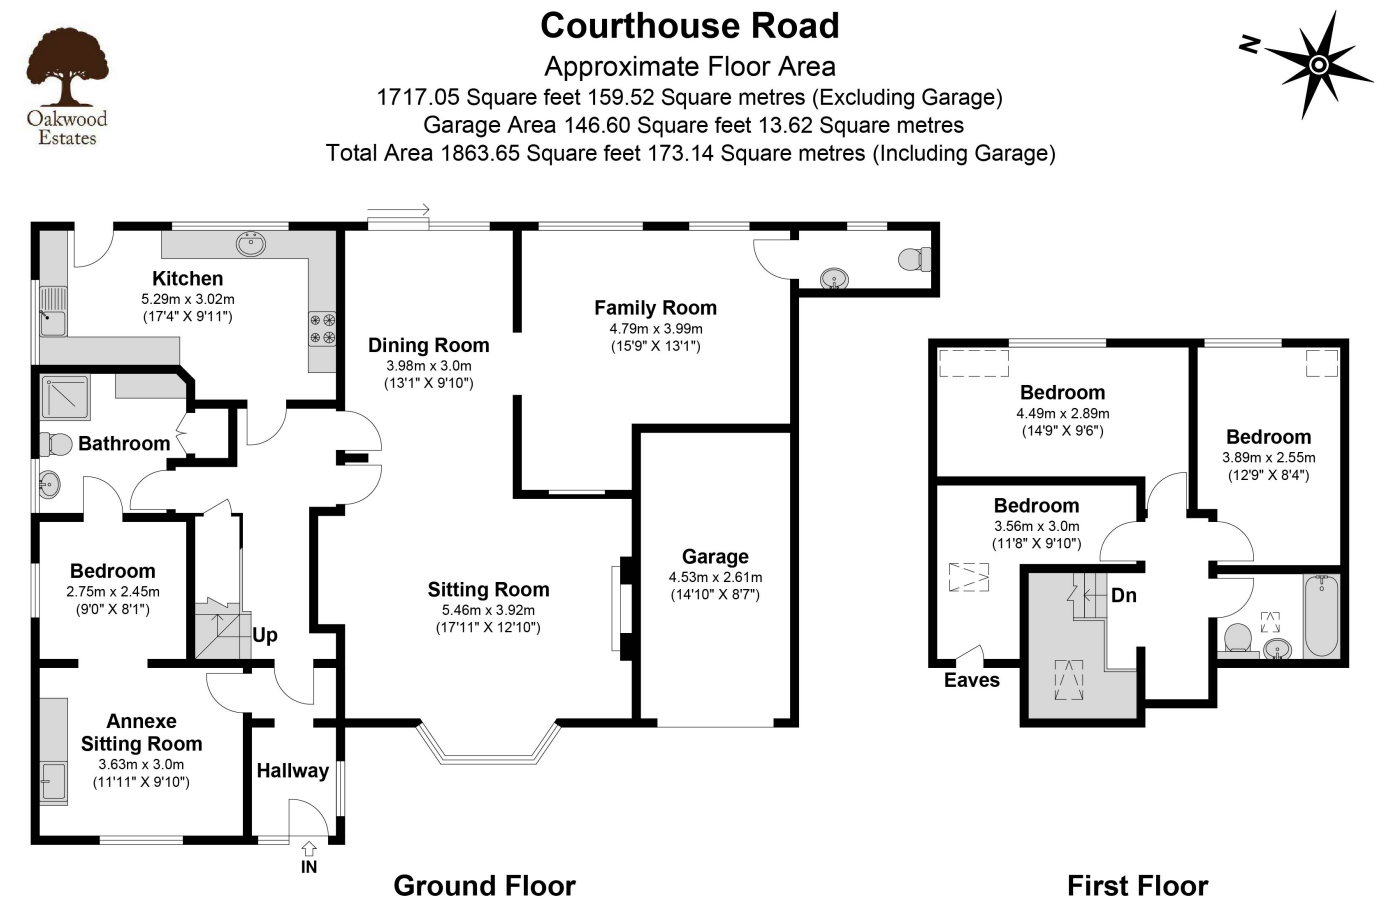 Courthouse Road
Approximate Floor Area
1717.05 Square feet 159.52 Square metres (Excluding Garage)
Garage Area 146.60 Square feet 13.62 Square metres
Total Area 1863.65 Square feet 173.14 Square metres (Including Garage)
Oakwood
Estates
N
Kitchen
5.29m x 3.02m
(17'4" X 9'11")
Dining Room
3.98m x 3.0m
(13'1" X 9'10")
Family Room
4.79m x 3.99m
(15'9" X 13'1")
Bathroom
Bedroom
2.75m x 2.45m
(9'0" X 8'1")
Up
Sitting Room
5.46m x 3.92m
(17'11" X 12'10")
Garage
4.53m x 2.61m
(14'10" X 8'7")
Annexe
Sitting Room
3.63m x 3.0m
(11'11" X 9'10")
Hallway
IN
Ground Floor
Bedroom
4.49m x 2.89m
(14'9" X 9'6")
Bedroom
3.89m x 2.55m
(12'9" X 8'4")
Bedroom
3.56m x 3.0m
(11'8" X 9'10")
Dn
Eaves
First Floor